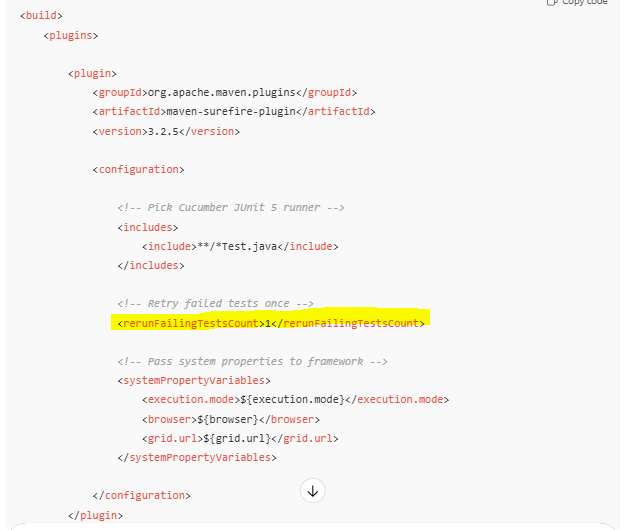 Copy code
<build>
<plugins>
<plugin>
<groupId>org.apache.maven.plugins</groupId>
<artifactId>maven-surefire-plugin</artifactId>
<version>3.2.5</version>
<configuration>
<!-- Pick Cucumber JUnit 5 runner -->
<includes>
<include>**/*Test.java</include>
</includes>
<!-- Retry failed tests once -->
<rerunFailingTestsCount>1</rerunFailingTestsCount>
<!-- Pass system properties to framework -->
<systemPropertyVariables>
<execution.mode>${execution.mode}</execution.mode>
<browser>${browser}</browser>
<grid.url>${grid.url}</grid.url>
</systemPropertyVariables>
</configuration>
</plugin>